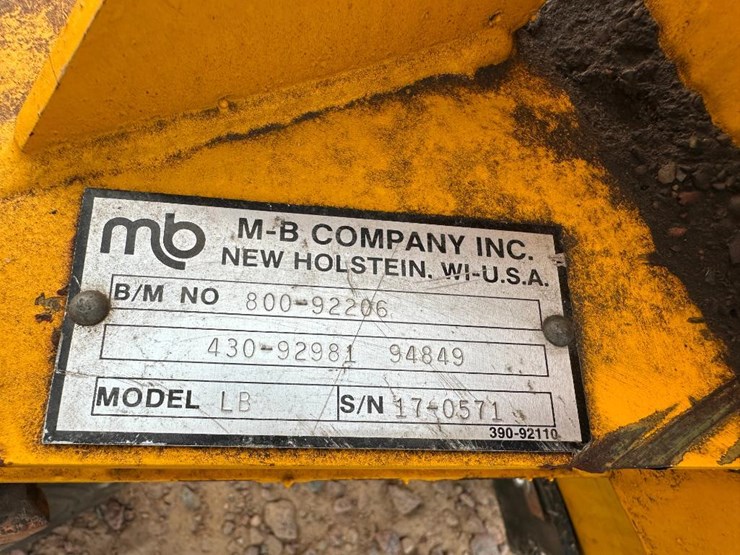 mb M-B COMPANY INC.
NEW HOLSTEIN. WI-U.S.A.
B/M NO 800-92206
430-92981 94849
MODEL LB S/N 17-0571
390-92110